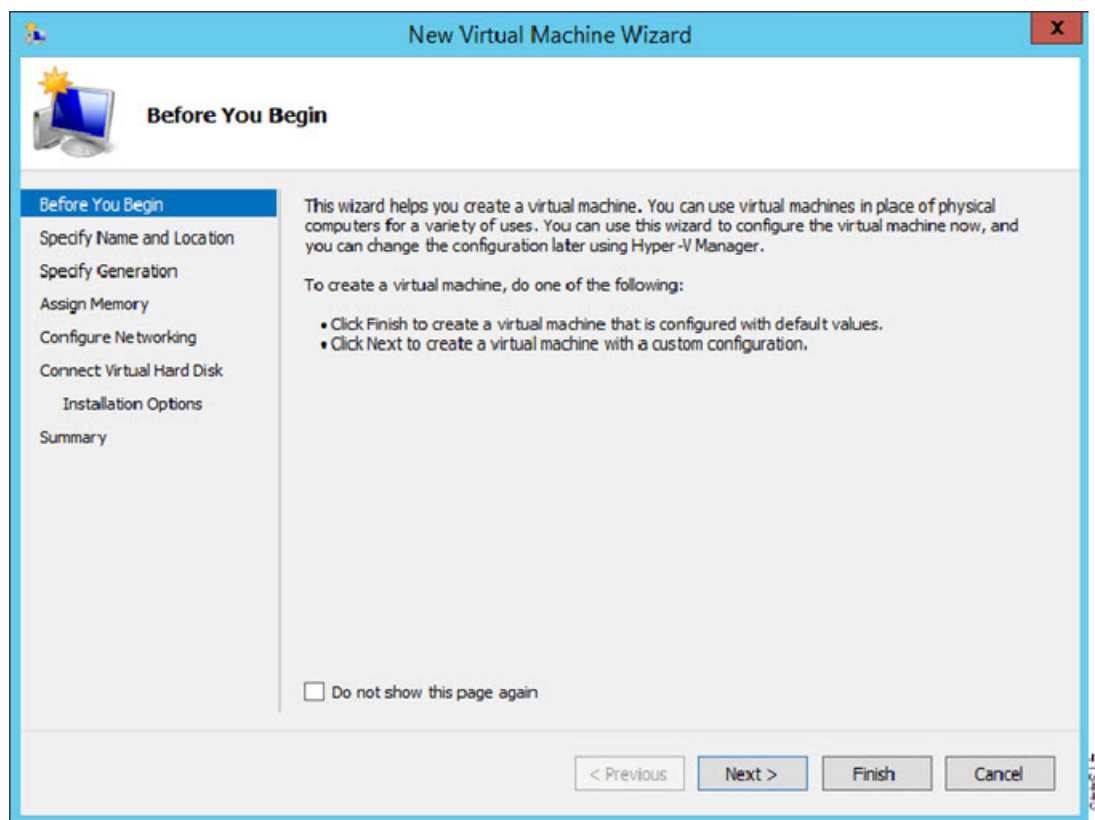 New Virtual Machine Wizard
X
Before You Begin
Before You Begin
Specify Name and Location
Specify Generation
Assign Memory
Configure Networking
Connect Virtual Hard Disk
Installation Options
Summary
This wizard helps you create a virtual machine. You can use virtual machines in place of physical
computers for a variety of uses. You can use this wizard to configure the virtual machine now, and
you can change the configuration later using Hyper-V Manager.
To create a virtual machine, do one of the following:
• Click Finish to create a virtual machine that is configured with default values.
• Click Next to create a virtual machine with a custom configuration.
Do not show this page again
< Previous
Next >
Finish
Cancel